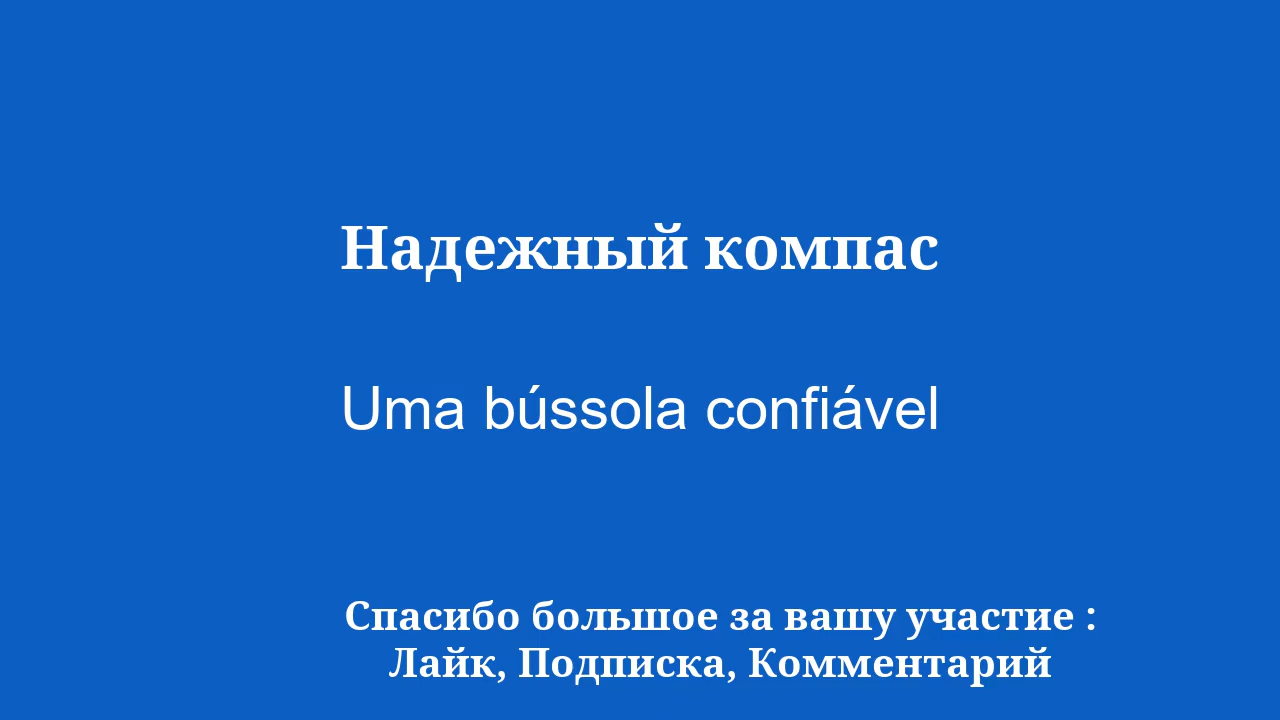 Надежный компас
Uma bússola confiável
Спасибо большое за вашу участие :
Лайк, Подписка, Комментарий